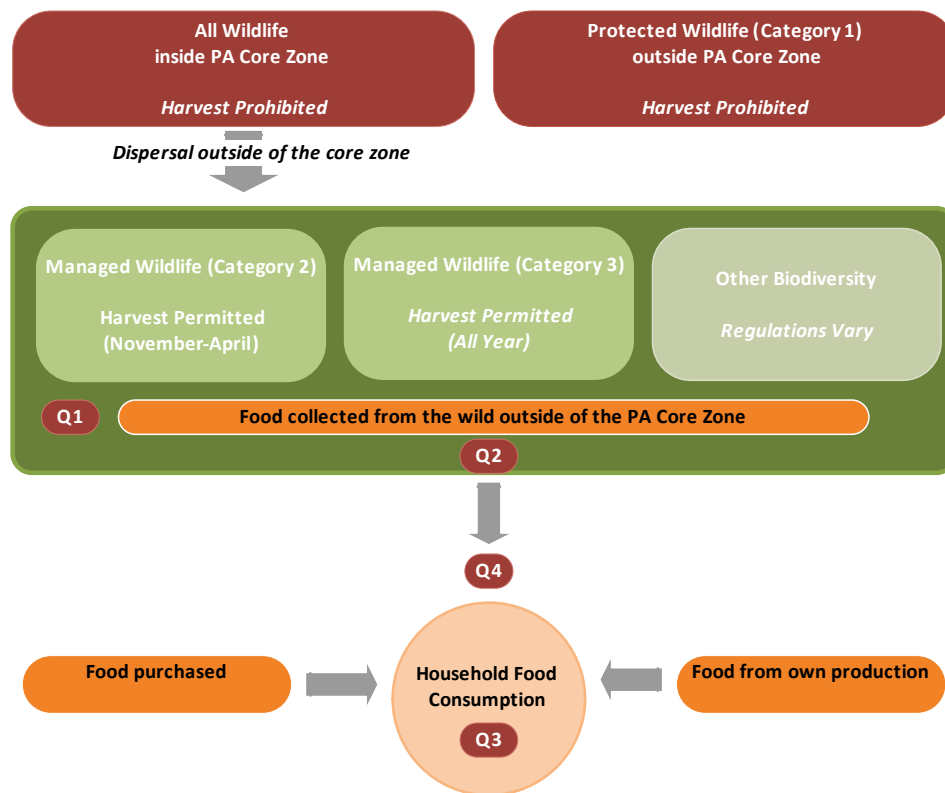 All Wildlife
inside PA Core Zone
Harvest Prohibited
Protected Wildlife (Category 1)
outside PA Core Zone
Harvest Prohibited
Dispersal outside of the core zone
Managed Wildlife (Category 2)
Harvest Permitted
(November-April)
Managed Wildlife (Category 3)
Harvest Permitted
(All Year)
Other Biodiversity
Regulations Vary
Q1
Food collected from the wild outside of the PA Core Zone
Q2
Q4
Food purchased
Household Food
Consumption
Q3
Food from own production